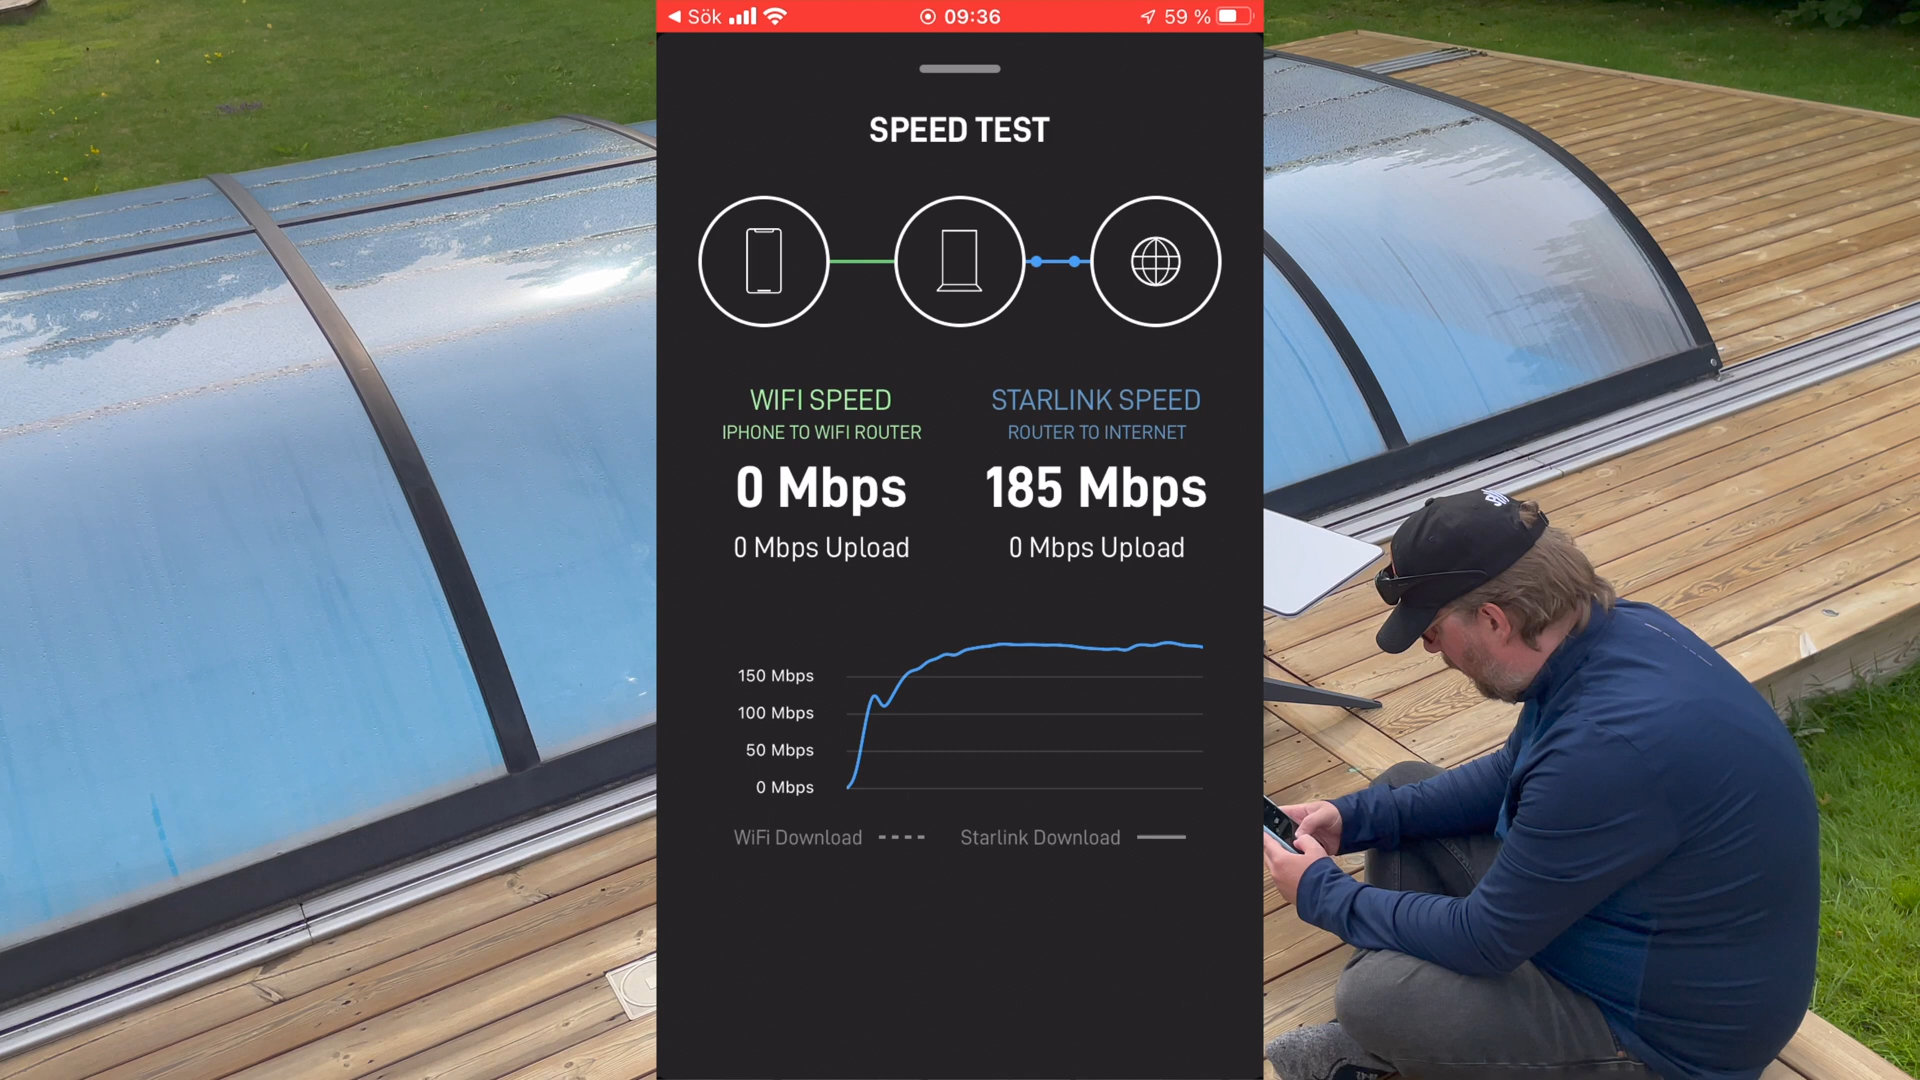 ◀ Sök 09:36 59 %
SPEED TEST
WIFI SPEED
IPHONE TO WIFI ROUTER
0 Mbps
0 Mbps Upload
STARLINK SPEED
ROUTER TO INTERNET
185 Mbps
0 Mbps Upload
150 Mbps
100 Mbps
50 Mbps
0 Mbps
WiFi Download
Starlink Download